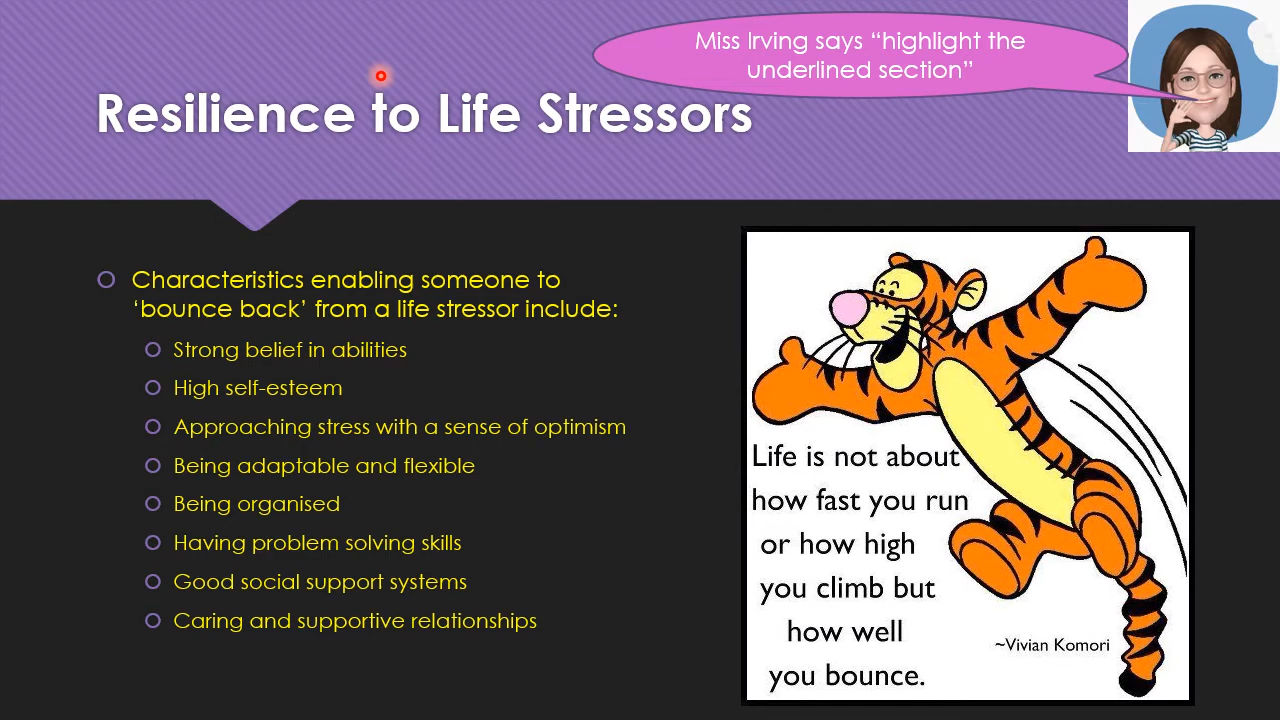 Miss Irving says “highlight the
underlined section”
Resilience to Life Stressors
Characteristics enabling someone to
‘bounce back’ from a life stressor include:
Strong belief in abilities
High self-esteem
Approaching stress with a sense of optimism
Being adaptable and flexible
Being organised
Having problem solving skills
Good social support systems
Caring and supportive relationships
Life is not about
how fast you run
or how high
you climb but
how well
you bounce.
~Vivian Komori